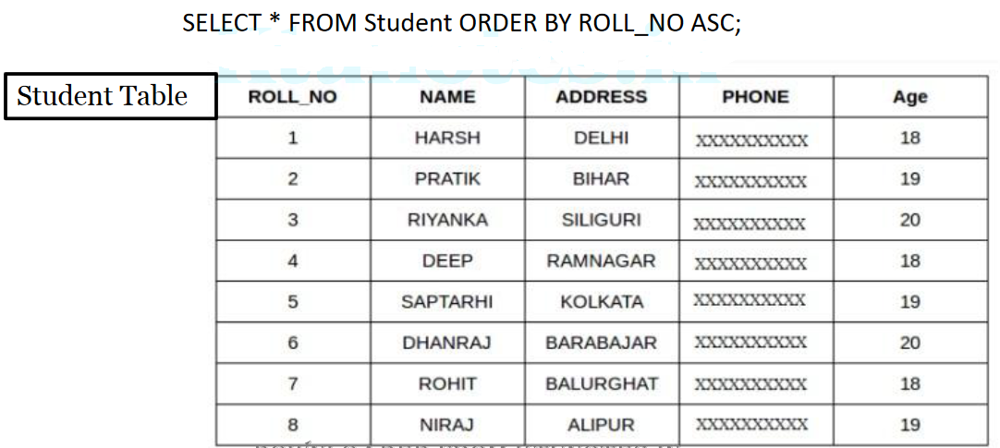 SELECT * FROM Student ORDER BY ROLL_NO ASC;
Student Table
ROLL_NO NAME ADDRESS PHONE Age
1 HARSH DELHI XXXXXXXXXX 18
2 PRATIK BIHAR XXXXXXXXXX 19
3 RIYANKA SILIGURI XXXXXXXXXX 20
4 DEEP RAMNAGAR XXXXXXXXXX 18
5 SAPTARHI KOLKATA XXXXXXXXXX 19
6 DHANRAJ BARABAJAR XXXXXXXXXX 20
7 ROHIT BALURGHAT XXXXXXXXXX 18
8 NIRAJ ALIPUR XXXXXXXXXX 19